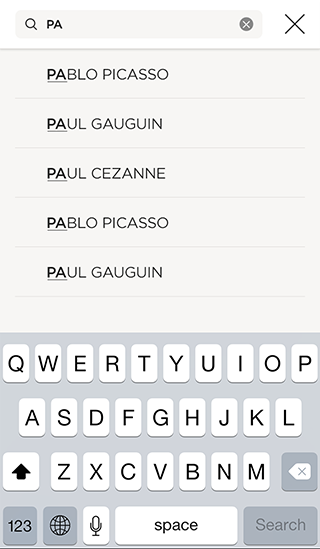 PA
PABLO PICASSO
PAUL GAUGUIN
PAUL CEZANNE
PABLO PICASSO
PAUL GAUGUIN
Q W E R T Y U I O P
A S D F G H J K L
Z X C V B N M
123 space Search